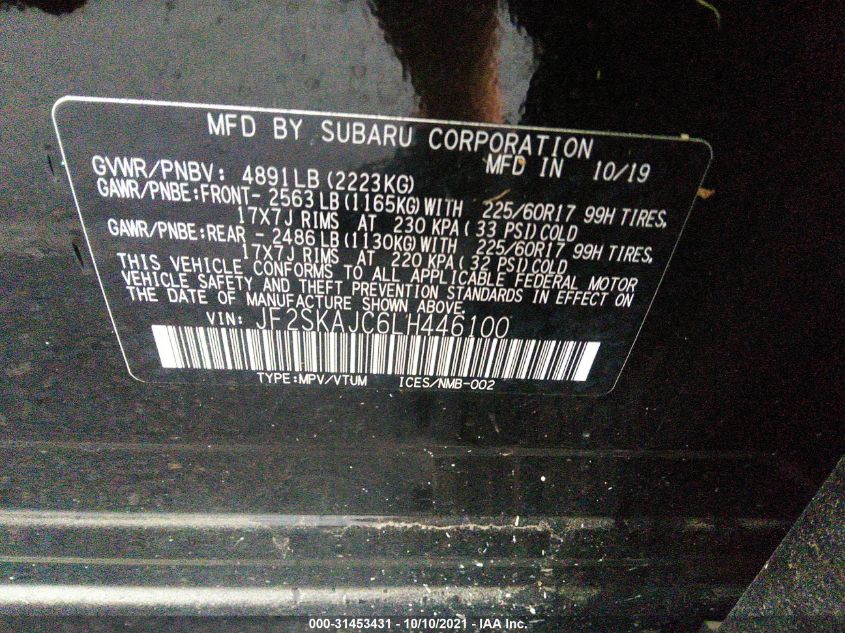 MFD BY SUBARU CORPORATION
GVWR/PNBV: 4891LB (2223KG) MFD IN 10/19
GAWR/PNBE:FRONT- 2563 LB (1165KG) WITH 225/60R17 99H TIRES,
17X7J RIMS AT 230 KPA (33 PSI) COLD
GAWR/PNBE:REAR - 2486 LB (1130KG) WITH 225/60R17 99H TIRES,
17X7J RIMS AT 220 KPA (32 PSI) COLD
THIS VEHICLE CONFORMS TO ALL APPLICABLE FEDERAL MOTOR
VEHICLE SAFETY AND THEFT PREVENTION STANDARDS IN EFFECT ON
THE DATE OF MANUFACTURE SHOWN ABOVE.
VIN: JF2SKAJC6LH446100
TYPE:MPV/VTUM ICES/NMB-002
000-31453431 - 10/10/2021 - IAA Inc.